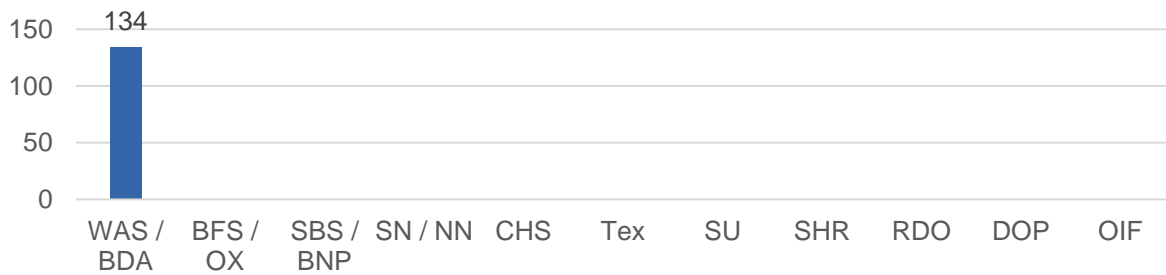 134
150
100
50
0
WAS / BFS / SBS / SN / NN CHS Tex SU SHR RDO DOP OIF
BDA OX BNP